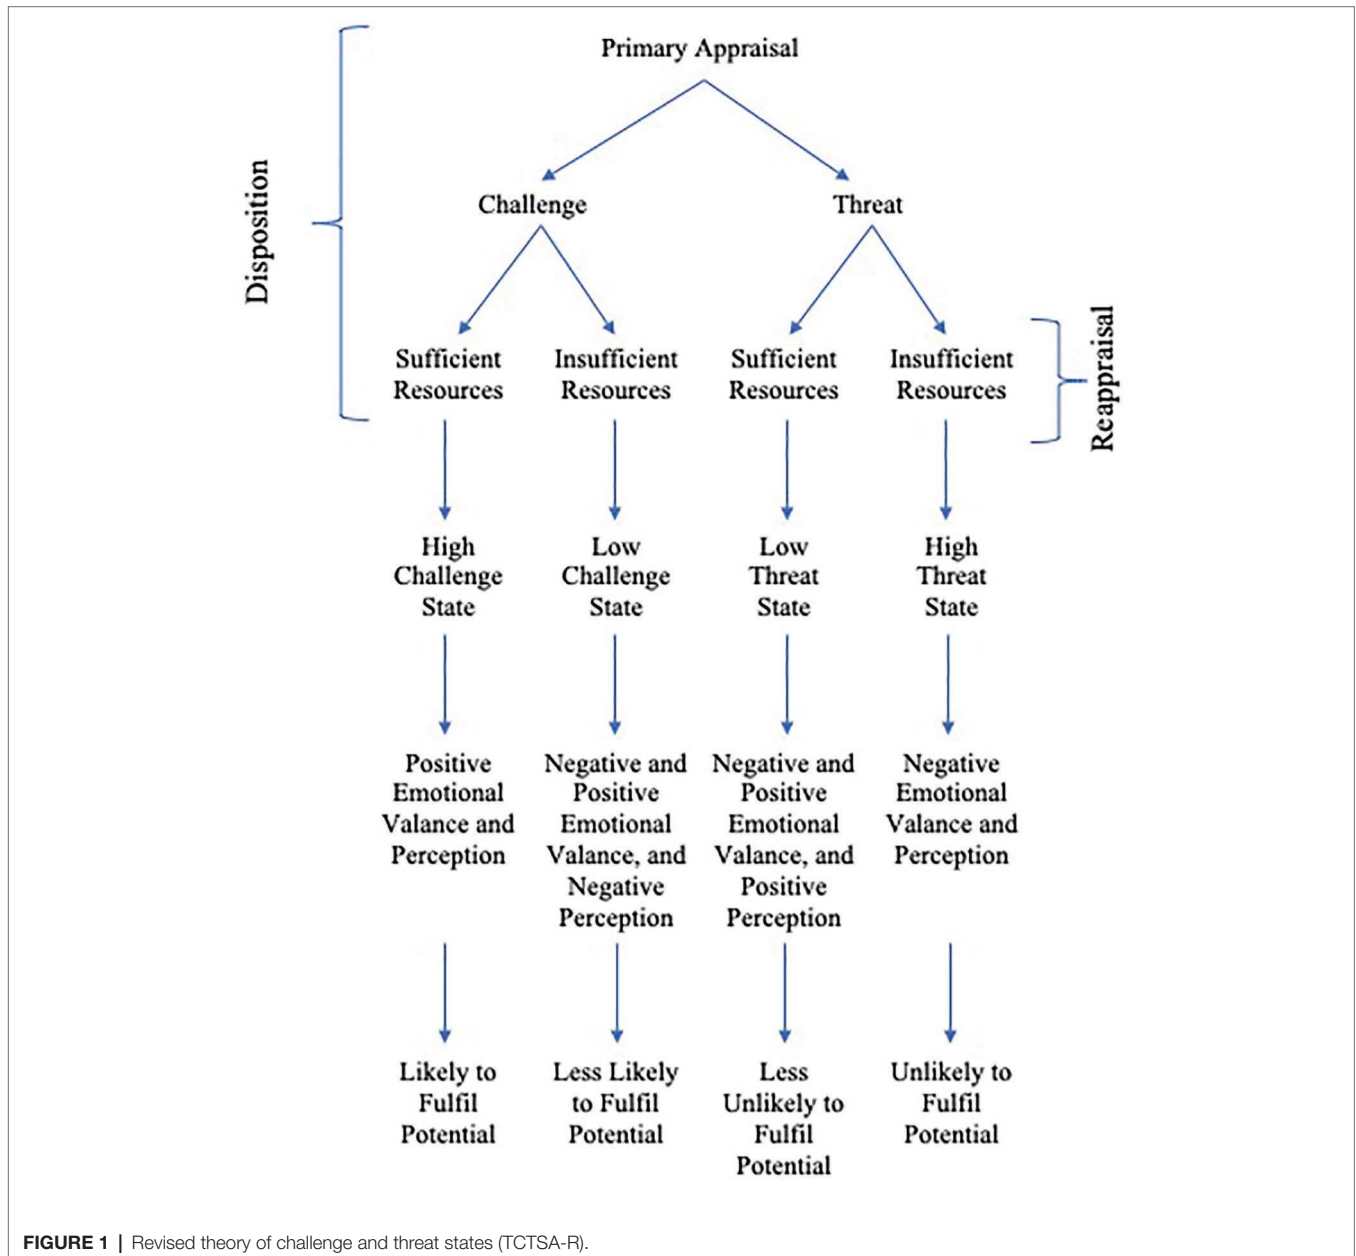 Primary Appraisal
Disposition
Challenge
Threat
Sufficient
Resources
Insufficient
Resources
Sufficient
Resources
Insufficient
Resources
Reappraisal
High
Challenge
State
Low
Challenge
State
Low
Threat
State
High
Threat
State
Positive
Emotional
Valance and
Perception
Negative and
Positive
Emotional
Valance, and
Negative
Perception
Negative and
Positive
Emotional
Valance, and
Positive
Perception
Negative
Emotional
Valance and
Perception
Likely to
Fulfil
Potential
Less Likely
to Fulfil
Potential
Less
Unlikely to
Fulfil
Potential
Unlikely to
Fulfil
Potential
FIGURE 1 | Revised theory of challenge and threat states (TCTSA-R).